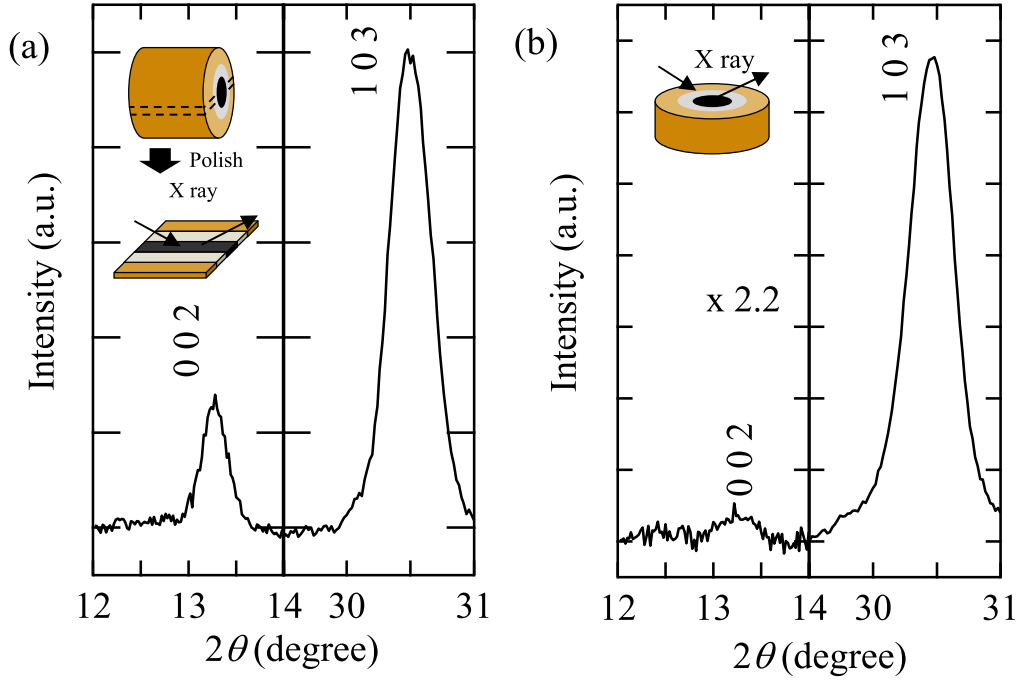 (a)
1 0 3
Polish
X ray
0 0 2
Intensity (a.u.)
12 13 14 30 31
2θ (degree)
(b)
X ray
1 0 3
x 2.2
0 0 2
Intensity (a.u.)
12 13 14 30 31
2θ (degree)